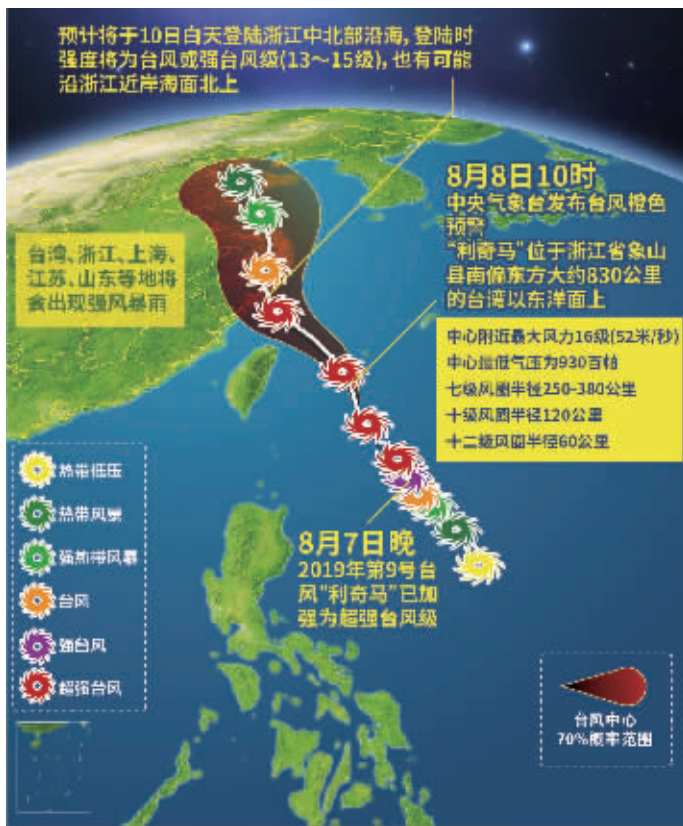 预计将于10日白天登陆浙江中北部沿海,登陆时
强度将为台风或强台风级(13～15级),也有可能
沿浙江近岸海面北上
8月8日10时
中央气象台发布台风橙色
预警
“利奇马”位于浙江省象山
县南偏东方大约830公里
的台湾以东洋面上
台湾、浙江、上海、
江苏、山东等地将
会出现强风暴雨
中心附近最大风力16级(52米/秒)
中心最低气压为930百帕
七级风圈半径250-380公里
十级风圈半径120公里
十二级风圈半径60公里
热带低压
热带风暴
强热带风暴
台风
强台风
超强台风
8月7日晚
2019年第9号台
风“利奇马”已加
强为超强台风级
台风中心
70%概率范围